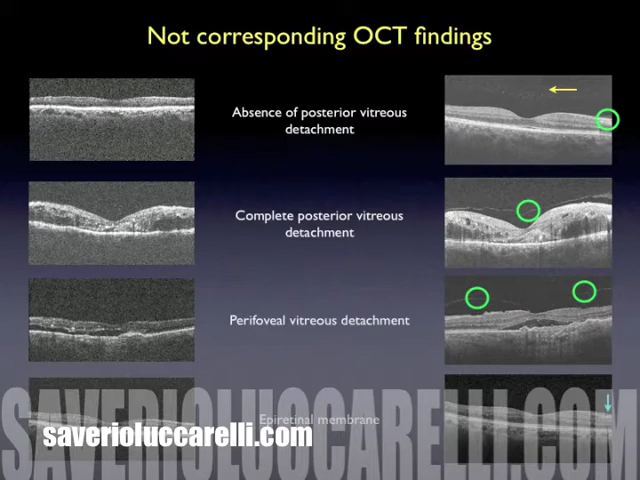 Not corresponding OCT findings
Absence of posterior vitreous
detachment
Complete posterior vitreous
detachment
Perifoveal vitreous detachment
Epiretinal membrane
SAVERIOLUCCARELLI.COM
saverioluccarelli.com